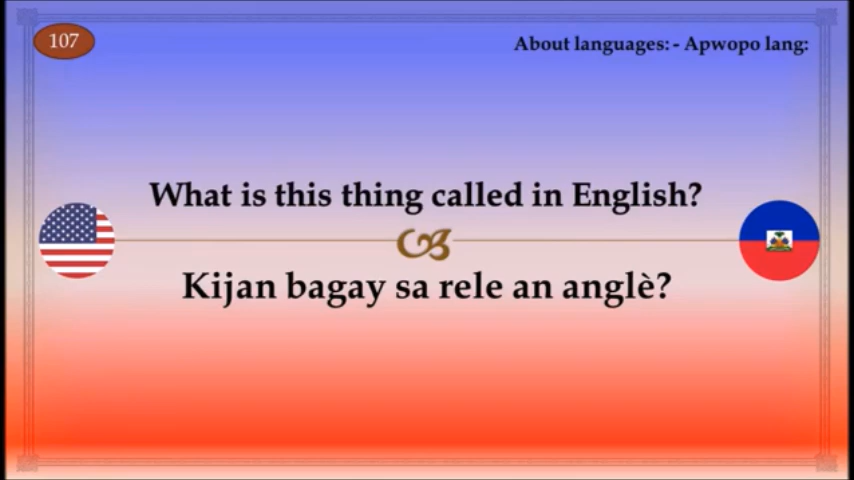 107
About languages: - Apwopo lang:
What is this thing called in English?
Kijan bagay sa rele an anglè?